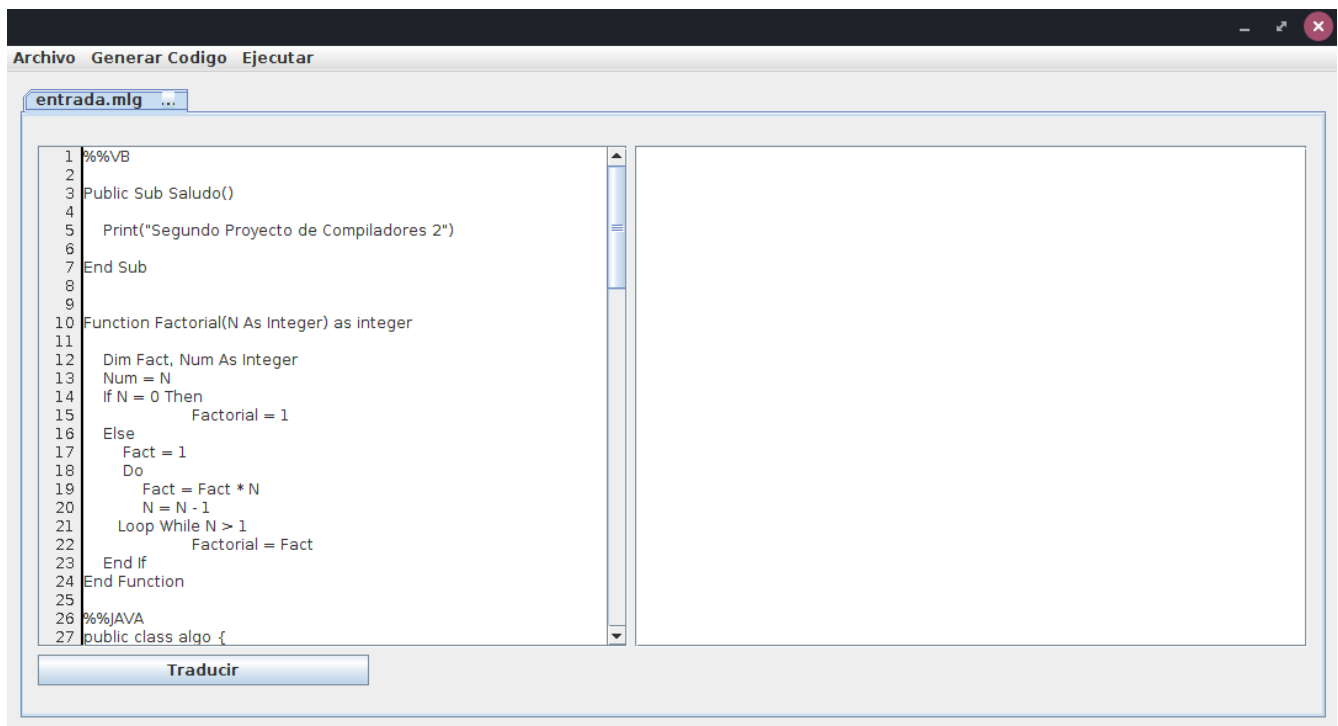 Archivo Generar Codigo Ejecutar
entrada.mlg ...
1 %%VB
2
3 Public Sub Saludo()
4
5 Print("Segundo Proyecto de Compiladores 2")
6
7 End Sub
8
9
10 Function Factorial(N As Integer) as integer
11
12 Dim Fact, Num As Integer
13 Num = N
14 If N = 0 Then
15 Factorial = 1
16 Else
17 Fact = 1
18 Do
19 Fact = Fact * N
20 N = N - 1
21 Loop While N > 1
22 Factorial = Fact
23 End If
24 End Function
25
26 %%JAVA
27 public class algo {
Traducir